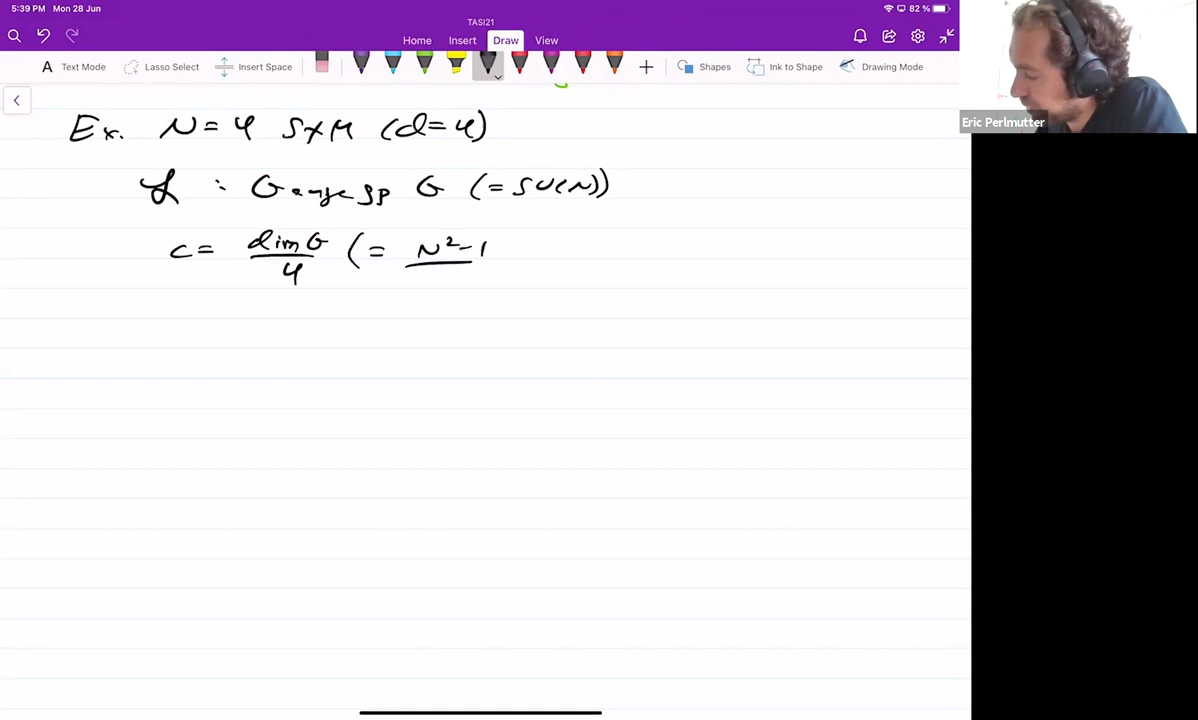 5:39 PM Mon 28 Jun
82 %
TASI21
Home Insert Draw View
Text Mode Lasso Select Insert Space Shapes Ink to Shape Drawing Mode
Eric Perlmutter
Ex. N = 4 SYM (d=4)
L : Gauge gp G (= SU(N))
c = dim G / 4 (= N² - 1